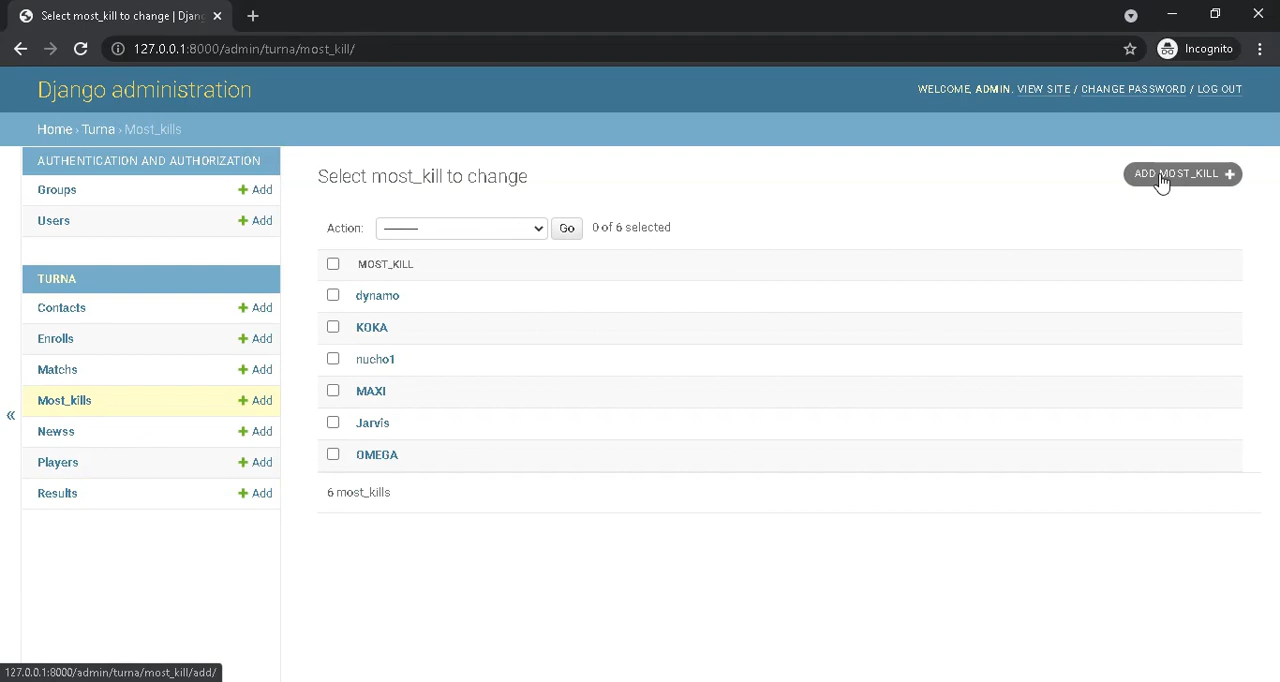 Select most_kill to change | Djang
127.0.0.1:8000/admin/turna/most_kill/
Incognito
Django administration
WELCOME, ADMIN. VIEW SITE / CHANGE PASSWORD / LOG OUT
Home › Turna › Most_kills
AUTHENTICATION AND AUTHORIZATION
Groups + Add
Users + Add
TURNA
Contacts + Add
Enrolls + Add
Matchs + Add
Most_kills + Add
Newss + Add
Players + Add
Results + Add
«
Select most_kill to change
ADD MOST_KILL +
Action: --------- Go 0 of 6 selected
MOST_KILL
dynamo
KOKA
nucho1
MAXI
Jarvis
OMEGA
6 most_kills
127.0.0.1:8000/admin/turna/most_kill/add/